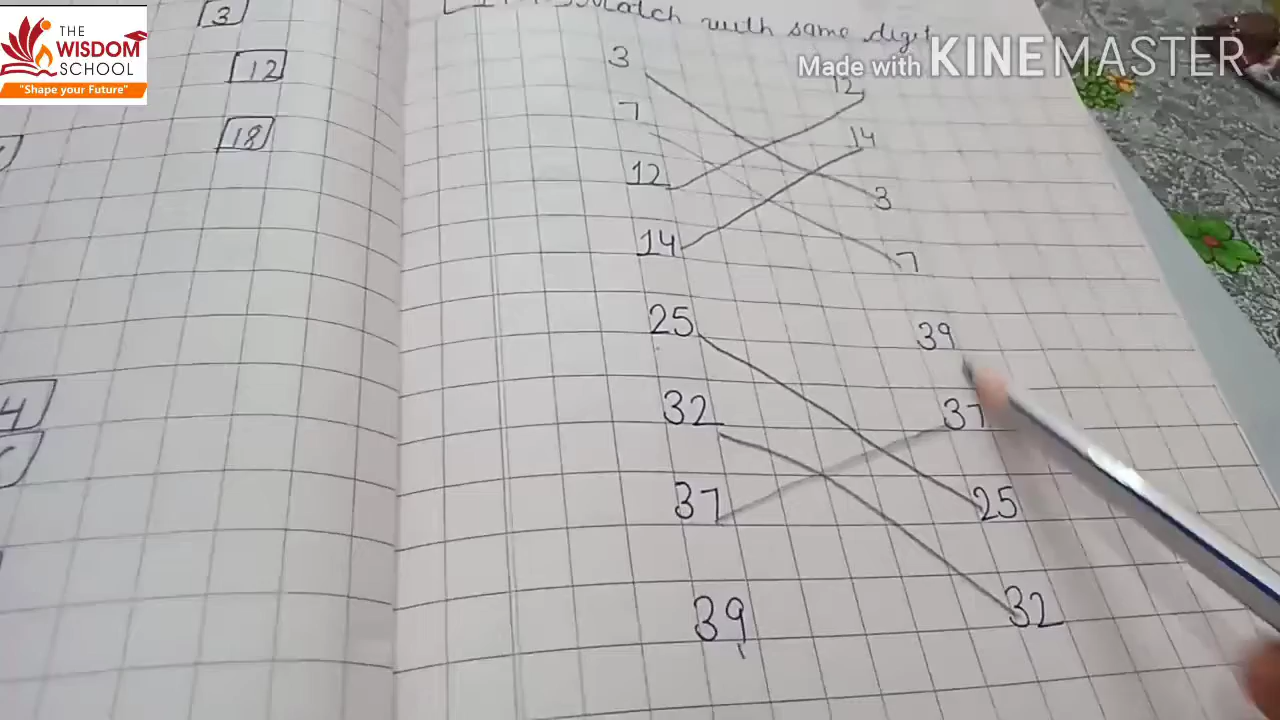 THE
WISDOM
SCHOOL
"Shape your Future"
Made with KINEMASTER
3
12
18
4
Match with same digit
3 12
7 14
12 3
14 7
25 39
32 37
37 25
39 32